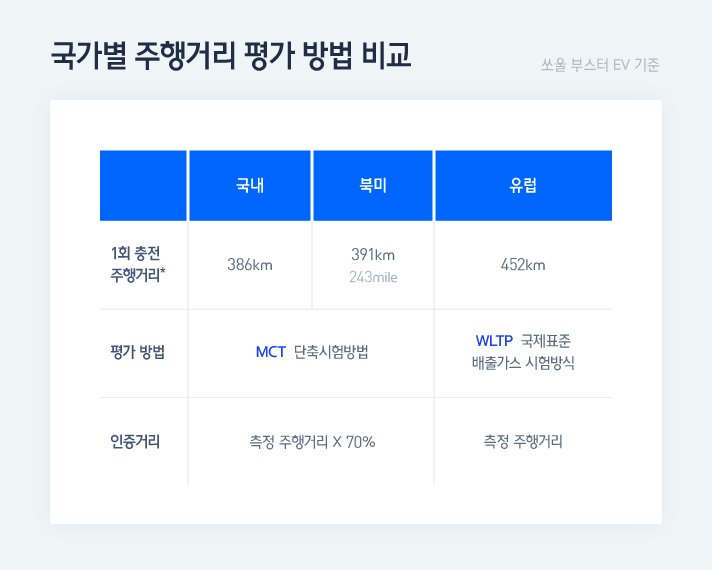 국가별 주행거리 평가 방법 비교
쏘울 부스터 EV 기준
국내
북미
유럽
1회 충전
주행거리*
386km
391km
243mile
452km
평가 방법
MCT 단축시험방법
WLTP 국제표준
배출가스 시험방식
인증거리
측정 주행거리 X 70%
측정 주행거리